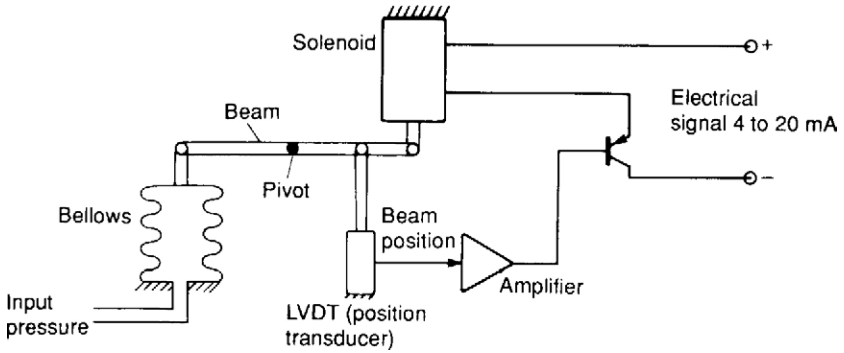 Solenoid
+
Beam
Electrical
signal 4 to 20 mA
Pivot
−
Bellows
Beam
position
Amplifier
Input
pressure
LVDT (position
transducer)